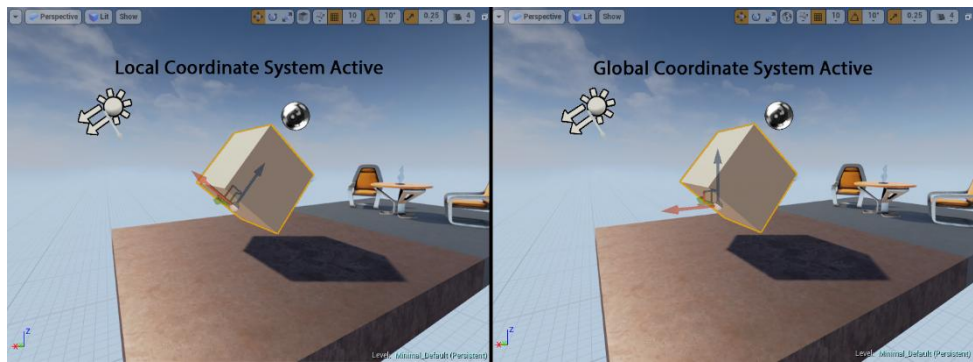 Perspective Lit Show 10 10° 0.25 4
Local Coordinate System Active
Z
Level: Minimal_Default (Persistent)
Perspective Lit Show 10 10° 0.25 4
Global Coordinate System Active
Z
Level: Minimal_Default (Persistent)